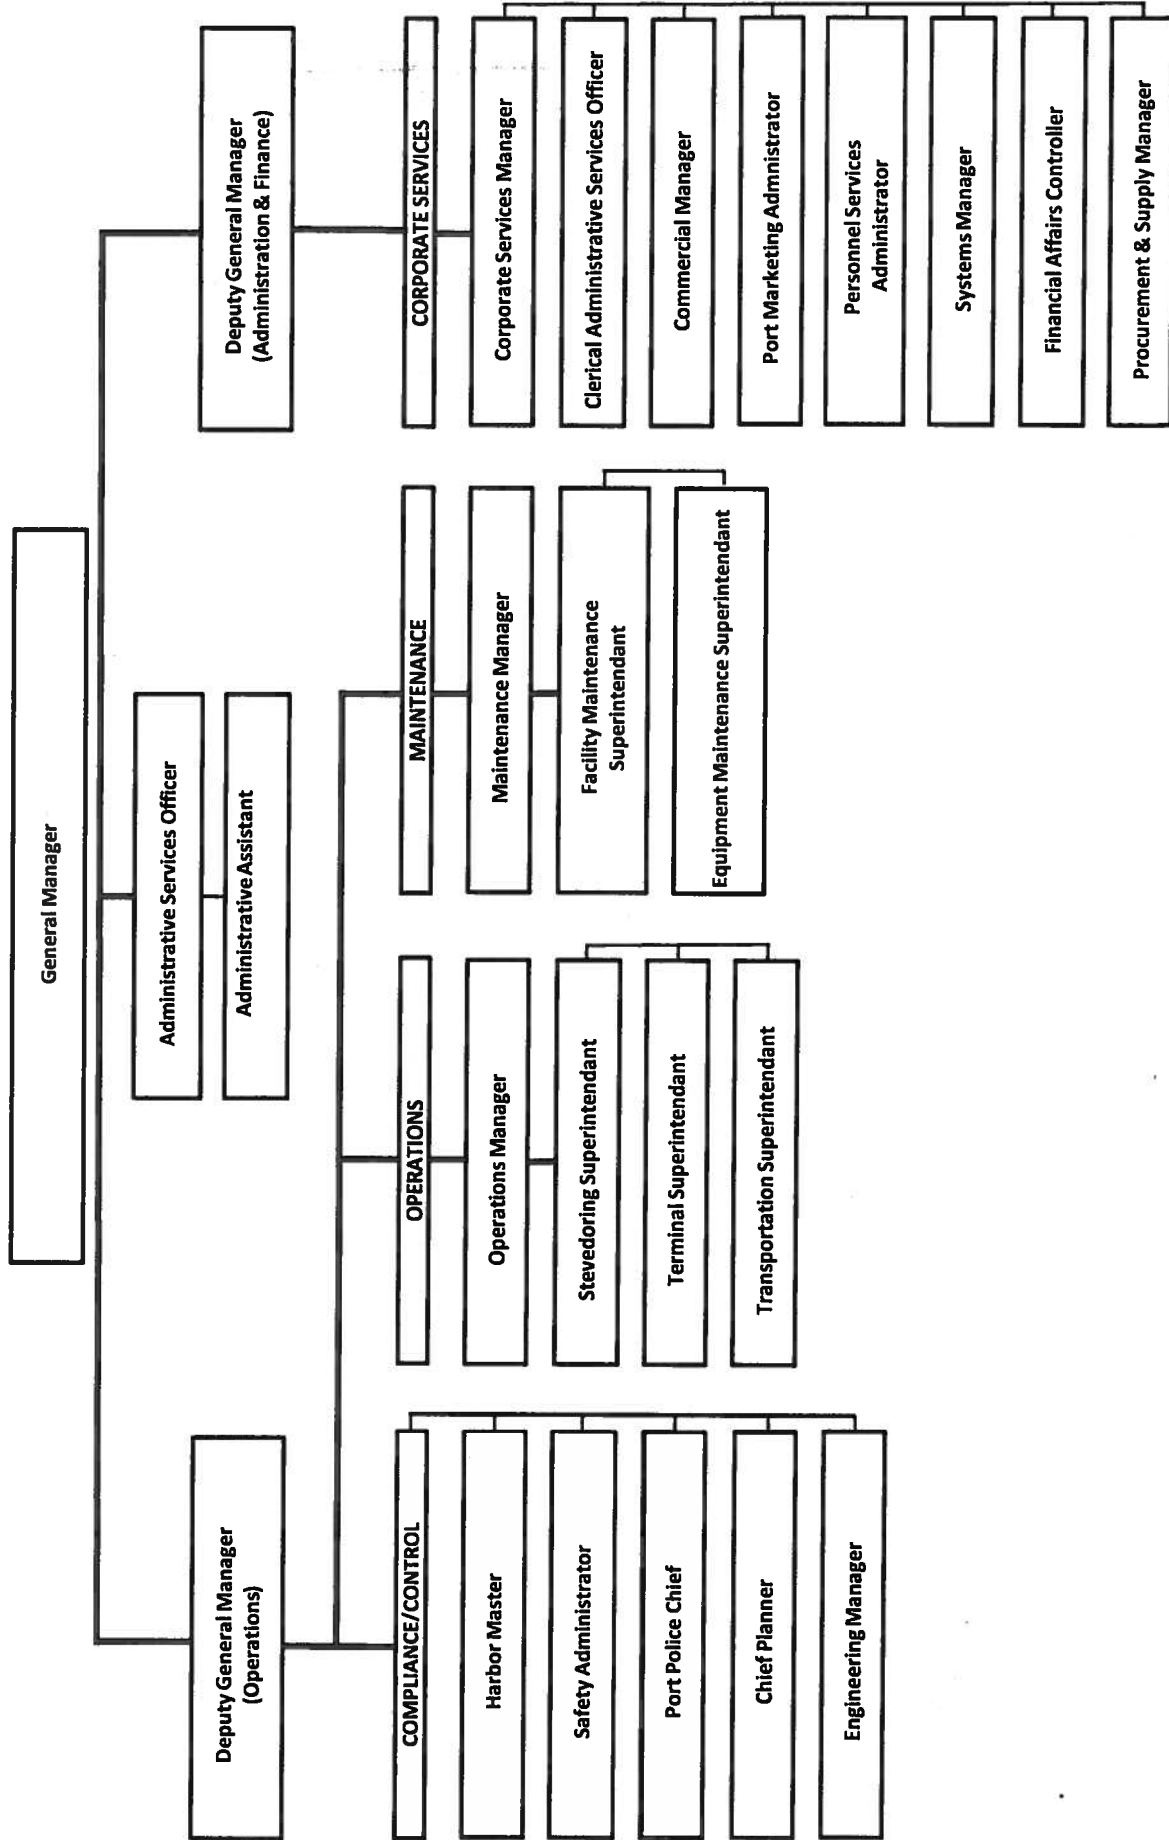 General Manager
Administrative Services Officer
Administrative Assistant
Deputy General Manager
(Operations)
Deputy General Manager
(Administration & Finance)
COMPLIANCE/CONTROL
Harbor Master
Safety Administrator
Port Police Chief
Chief Planner
Engineering Manager
OPERATIONS
Operations Manager
Stevedoring Superintendant
Terminal Superintendant
Transportation Superintendant
MAINTENANCE
Maintenance Manager
Facility Maintenance
Superintendant
Equipment Maintenance Superintendant
CORPORATE SERVICES
Corporate Services Manager
Clerical Administrative Services Officer
Commercial Manager
Port Marketing Admnistrator
Personnel Services
Administrator
Systems Manager
Financial Affairs Controller
Procurement & Supply Manager